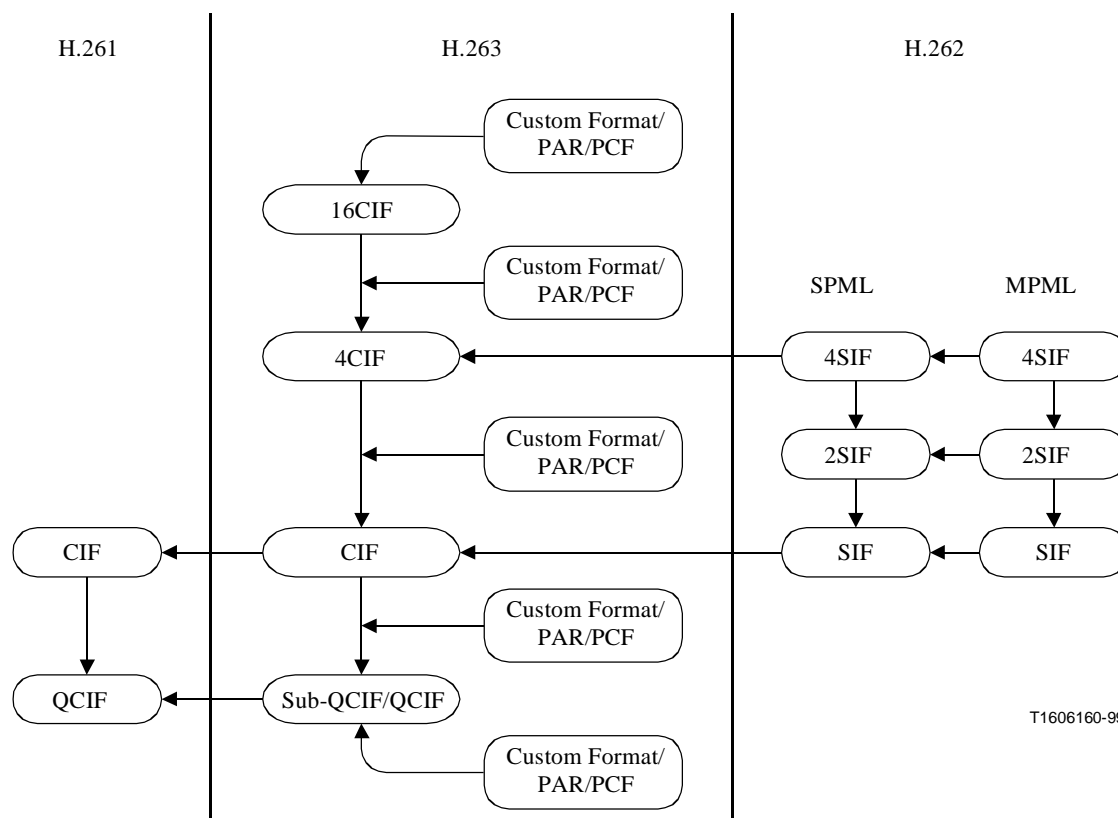 H.261
H.263
H.262
Custom Format/
PAR/PCF
16CIF
Custom Format/
PAR/PCF
SPML
MPML
4CIF
4SIF
4SIF
Custom Format/
PAR/PCF
2SIF
2SIF
CIF
CIF
SIF
SIF
Custom Format/
PAR/PCF
QCIF
Sub-QCIF/QCIF
T1606160-99
Custom Format/
PAR/PCF